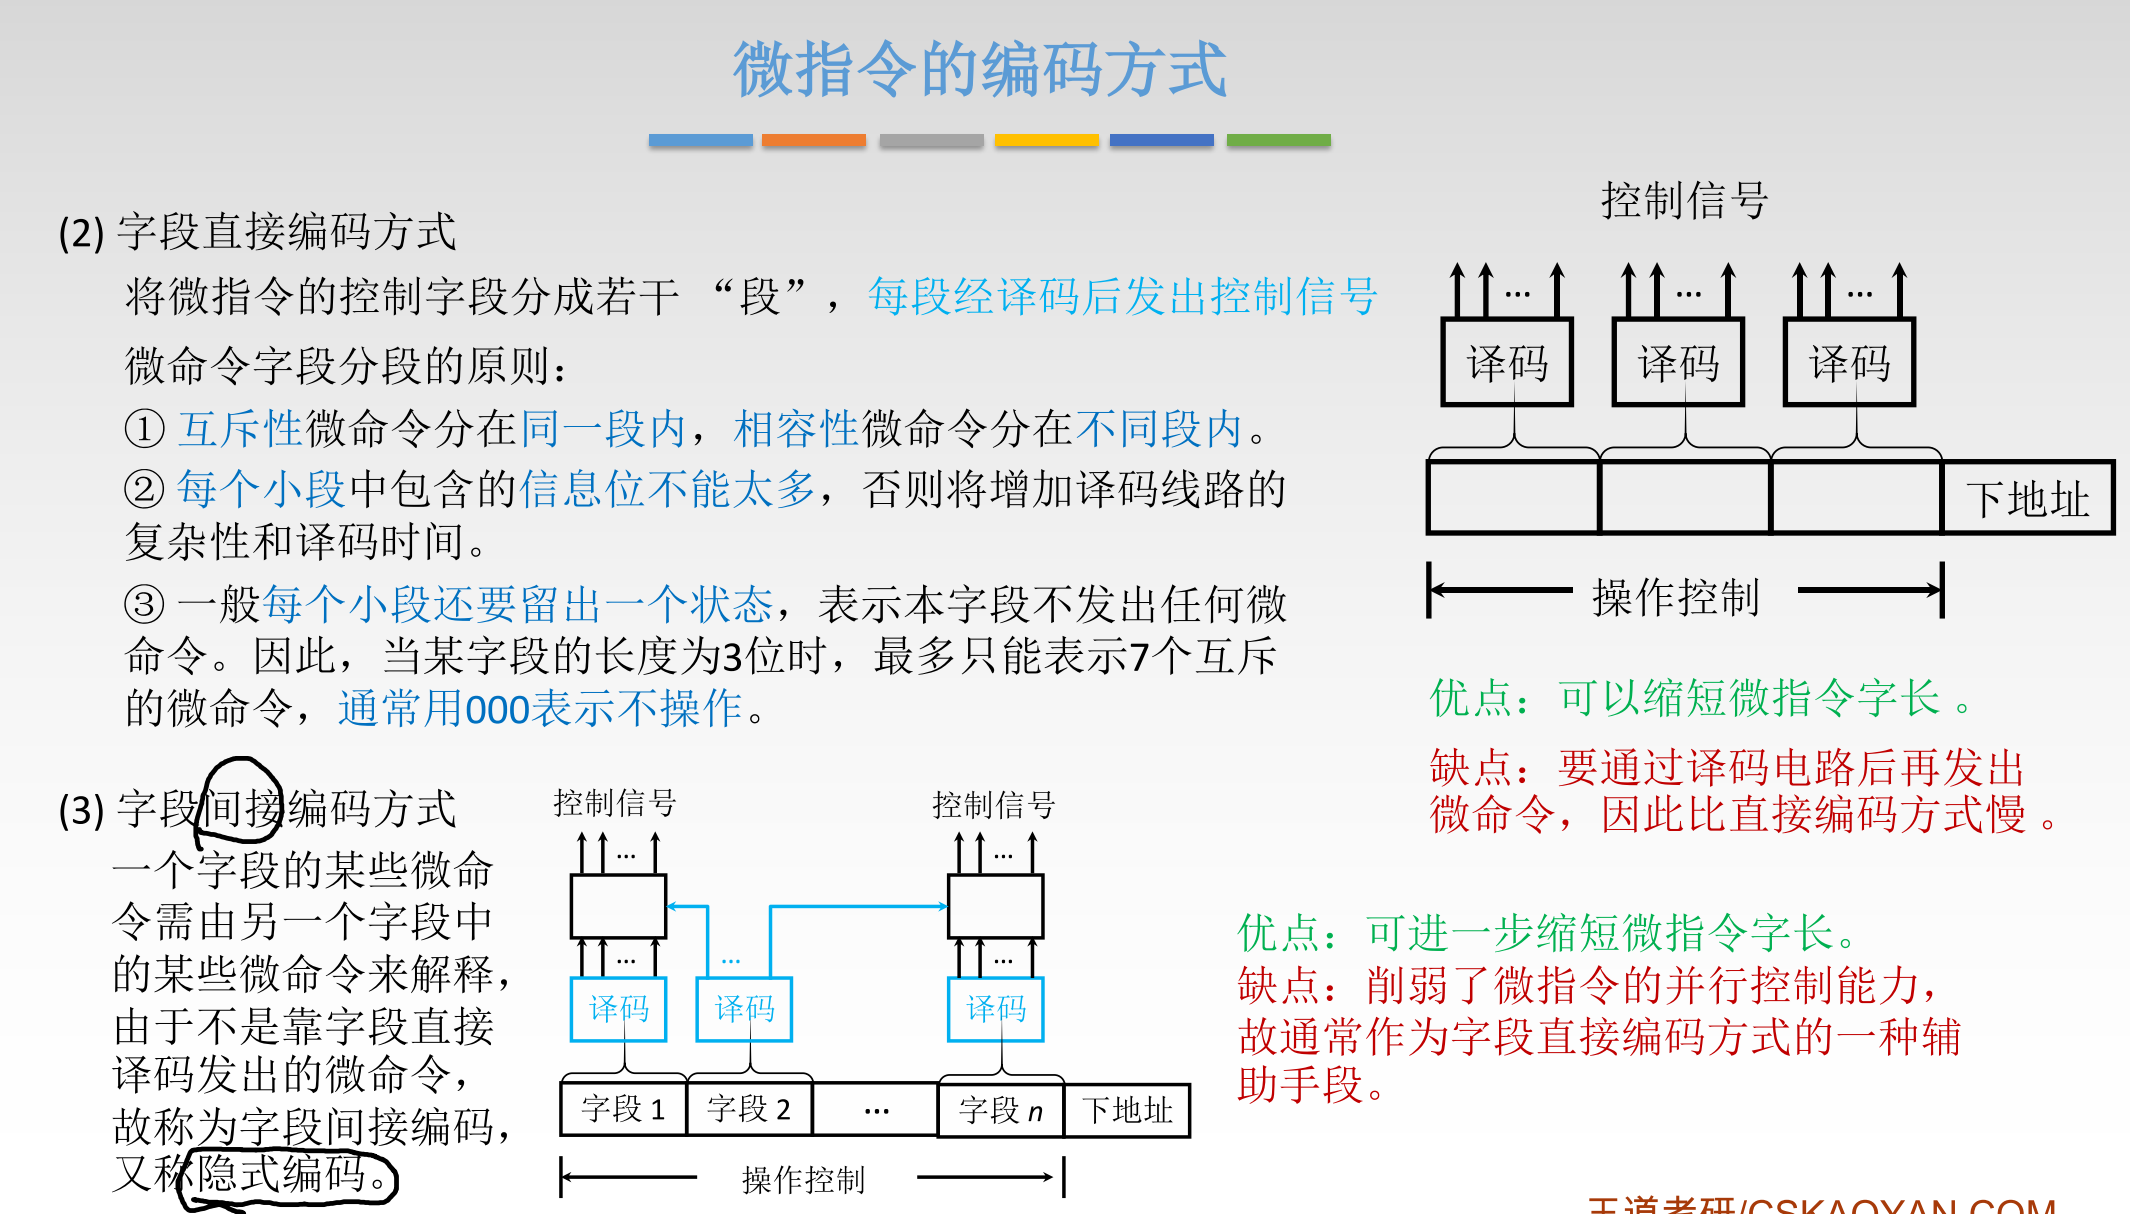 微指令的编码方式
(2) 字段直接编码方式
将微指令的控制字段分成若干 “段”，每段经译码后发出控制信号
微命令字段分段的原则：
① 互斥性微命令分在同一段内，相容性微命令分在不同段内。
② 每个小段中包含的信息位不能太多，否则将增加译码线路的
复杂性和译码时间。
③ 一般每个小段还要留出一个状态，表示本字段不发出任何微
命令。因此，当某字段的长度为3位时，最多只能表示7个互斥
的微命令，通常用000表示不操作。
控制信号
... ... ...
译码 译码 译码
下地址
操作控制
优点：可以缩短微指令字长 。
缺点：要通过译码电路后再发出
微命令，因此比直接编码方式慢 。
(3) 字段间接编码方式
一个字段的某些微命
令需由另一个字段中
的某些微命令来解释，
由于不是靠字段直接
译码发出的微命令，
故称为字段间接编码，
又称隐式编码。
控制信号 控制信号
... ...
... ... ...
译码 译码 译码
字段 1 字段 2 ... 字段 n 下地址
操作控制
优点：可进一步缩短微指令字长。
缺点：削弱了微指令的并行控制能力，
故通常作为字段直接编码方式的一种辅
助手段。
王道考研/CSKAOYAN.COM